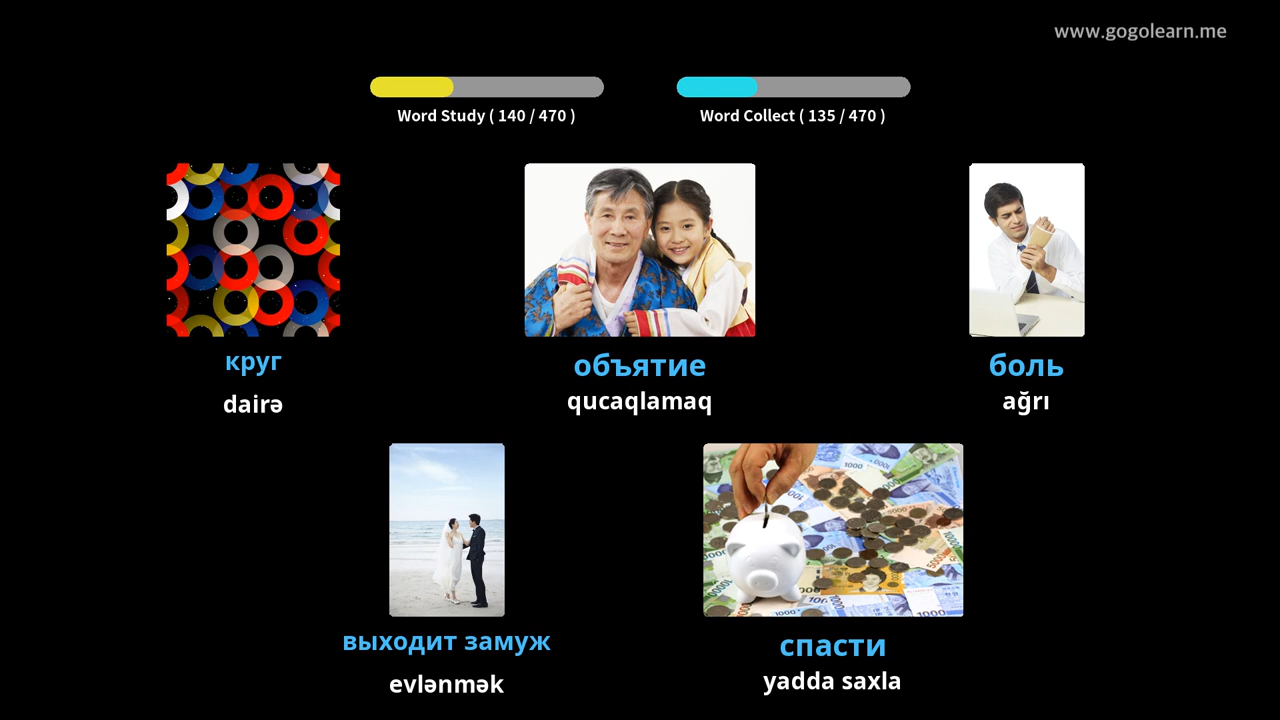 www.gogolearn.me
Word Study ( 140 / 470 )
Word Collect ( 135 / 470 )
круг
dairə
объятие
qucaqlamaq
боль
ağrı
выходит замуж
evlənmək
спасти
yadda saxla